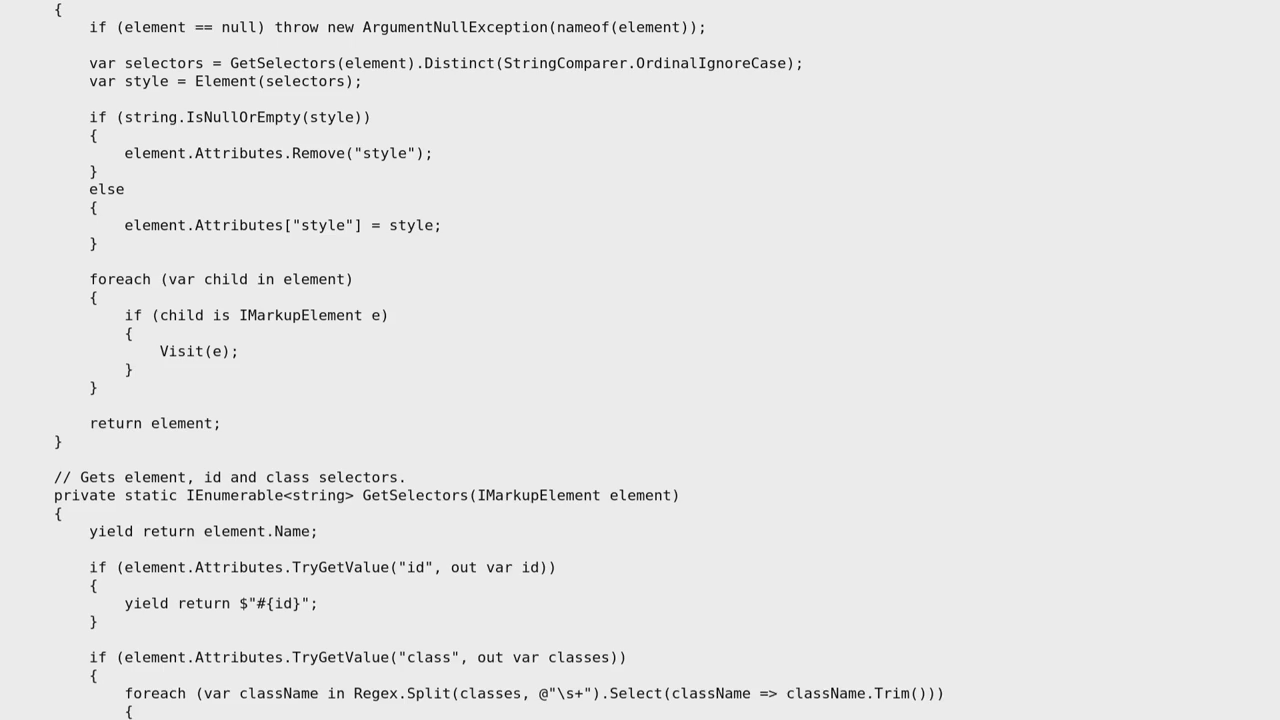 {
if (element == null) throw new ArgumentNullException(nameof(element));
var selectors = GetSelectors(element).Distinct(StringComparer.OrdinalIgnoreCase);
var style = Element(selectors);
if (string.IsNullOrEmpty(style))
{
element.Attributes.Remove("style");
}
else
{
element.Attributes["style"] = style;
}
foreach (var child in element)
{
if (child is IMarkupElement e)
{
Visit(e);
}
}
return element;
}
// Gets element, id and class selectors.
private static IEnumerable<string> GetSelectors(IMarkupElement element)
{
yield return element.Name;
if (element.Attributes.TryGetValue("id", out var id))
{
yield return $"#{id}";
}
if (element.Attributes.TryGetValue("class", out var classes))
{
foreach (var className in Regex.Split(classes, @"\s+").Select(className => className.Trim()))
{